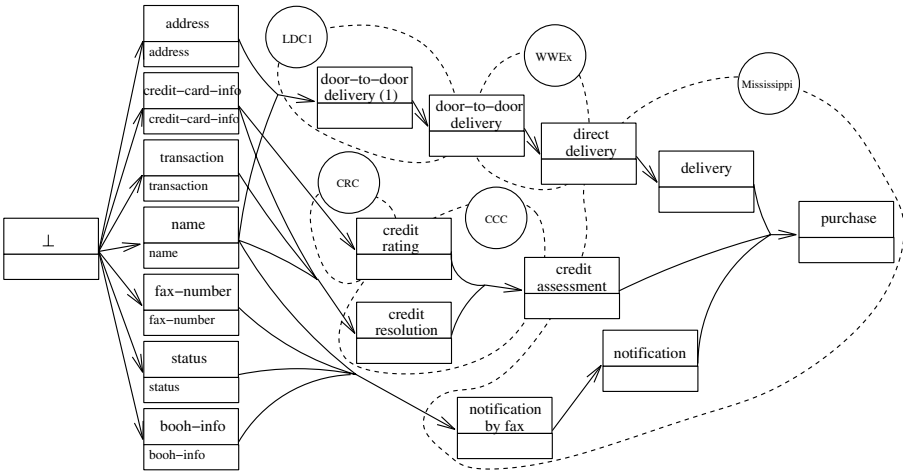 address
address
credit−card−info
credit−card−info
transaction
transaction
⊥
name
name
fax−number
fax−number
status
status
booh−info
booh−info
LDC1
door−to−door
delivery (1)
WWEx
door−to−door
delivery
direct
delivery
Mississippi
delivery
purchase
CRC
CCC
credit
rating
credit
assessment
credit
resolution
notification
notification
by fax